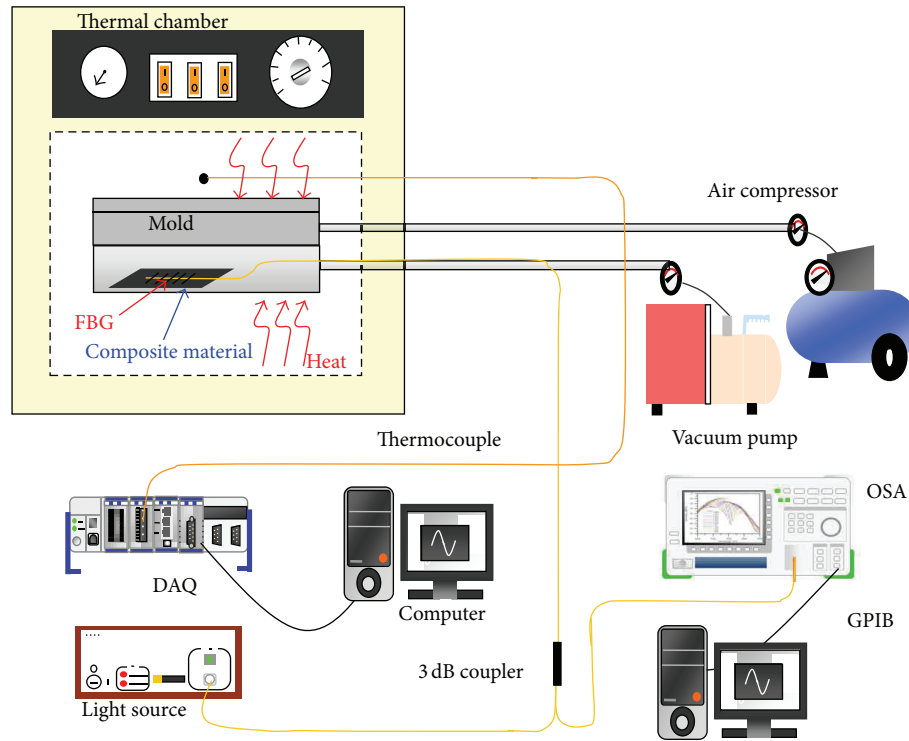 Thermal chamber
I I I
O O O
Air compressor
Mold
FBG
Composite material
Heat
Thermocouple
Vacuum pump
OSA
DAQ
Computer
GPIB
3 dB coupler
Light source